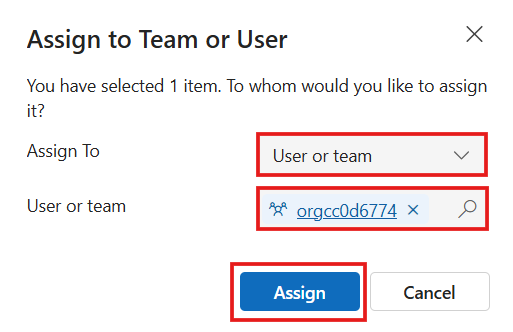 Assign to Team or User
You have selected 1 item. To whom would you like to assign
it?
Assign To
User or team
User or team
orgcc0d6774
Assign
Cancel